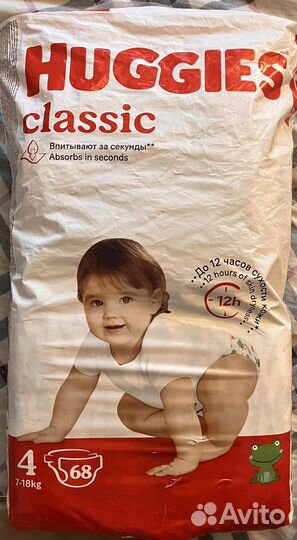 HUGGIES
classic
Впитывают за секунды**
Absorbs in seconds
**До 12 часов сухости кожи*
**12 hours of skin dryness*
12h
4
68
7-18kg
Avito